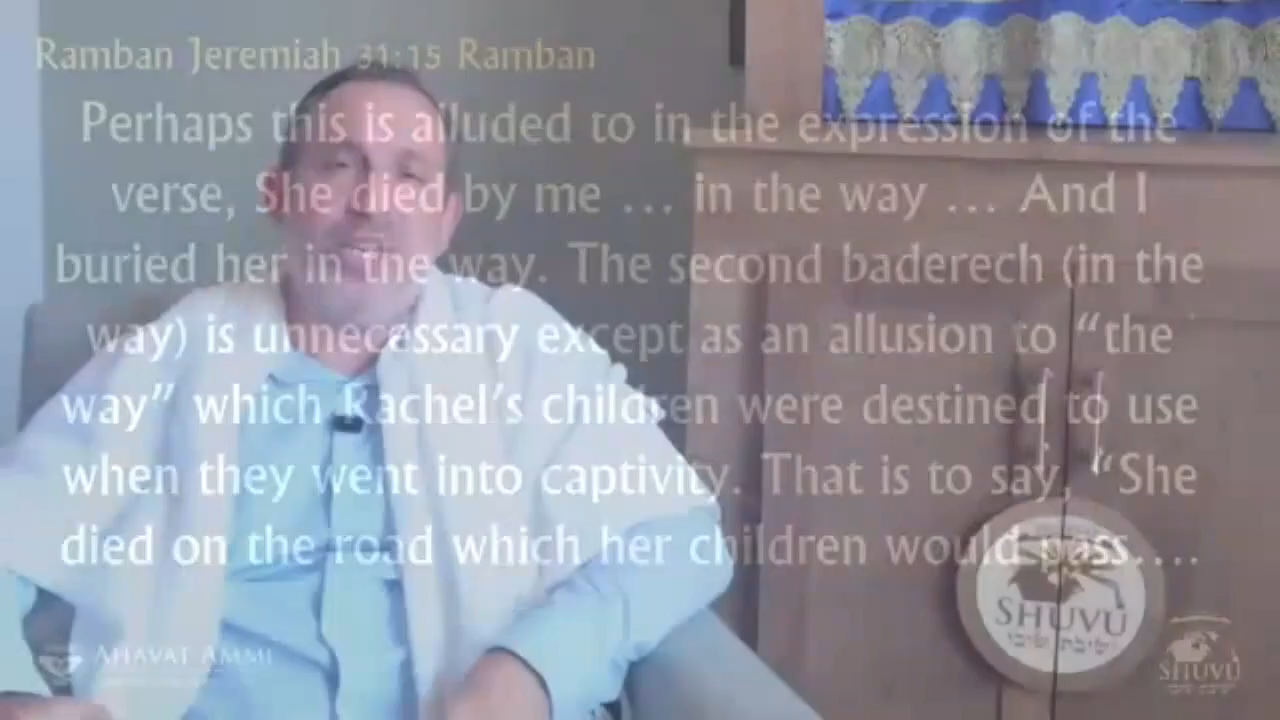 Ramban Jeremiah 31:15 Ramban
Perhaps this is alluded to in the expression of the
verse, She died by me … in the way … And I
buried her in the way. The second baderech (in the
way) is unnecessary except as an allusion to “the
way” which Rachel’s children were destined to use
when they went into captivity. That is to say, “She
died on the road which her children would pass….
AHAVAT AMMI
SHUVU
SHUVU